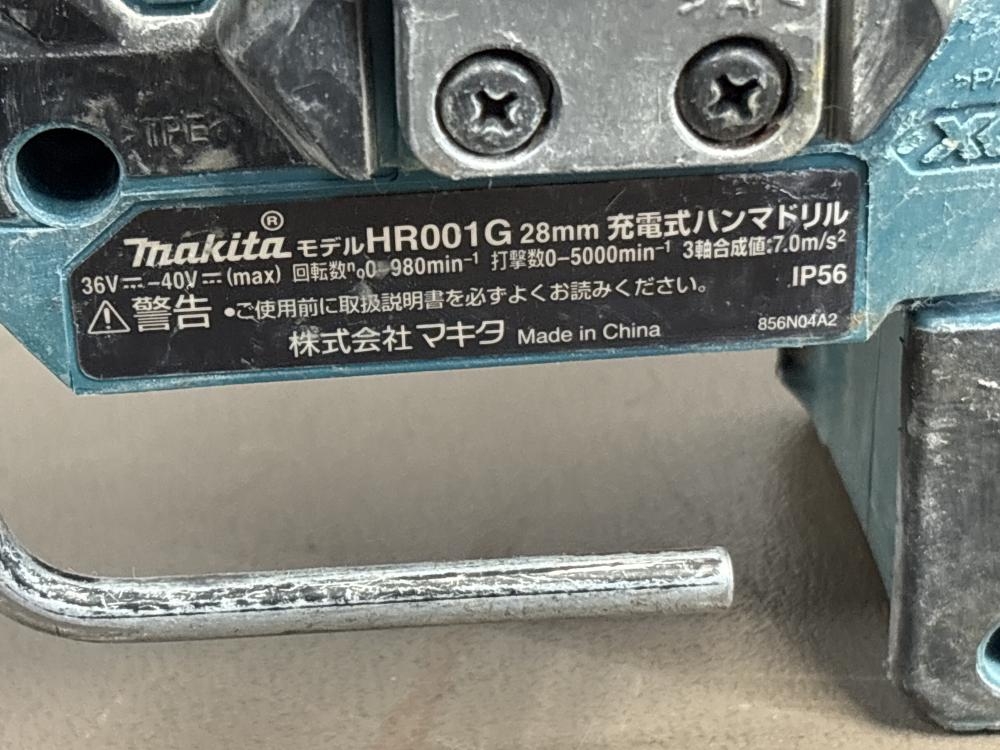 >TPE<
makita® モデルHR001G 28mm 充電式ハンマドリル
36V⎓–40V⎓(max) 回転数n₀0–980min⁻¹ 打撃数0–5000min⁻¹ 3軸合成値:7.0m/s²
IP56
⚠警告 •ご使用前に取扱説明書を必ずよくお読みください。
株式会社 マキタ Made in China 856N04A2